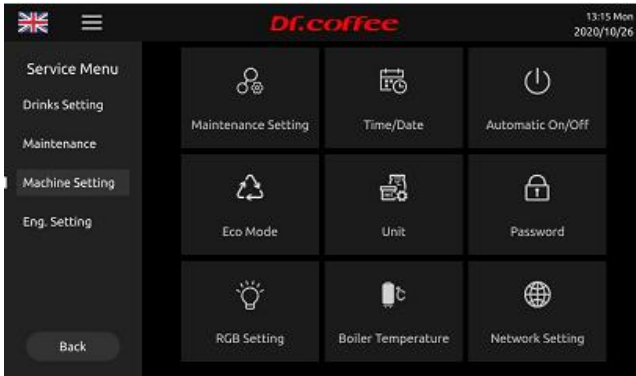 Dr.coffee
13:15 Mon
2020/10/26
Service Menu
Drinks Setting
Maintenance
Machine Setting
Eng. Setting
Back
Maintenance Setting
Time/Date
Automatic On/Off
Eco Mode
Unit
Password
RGB Setting
Boiler Temperature
Network Setting